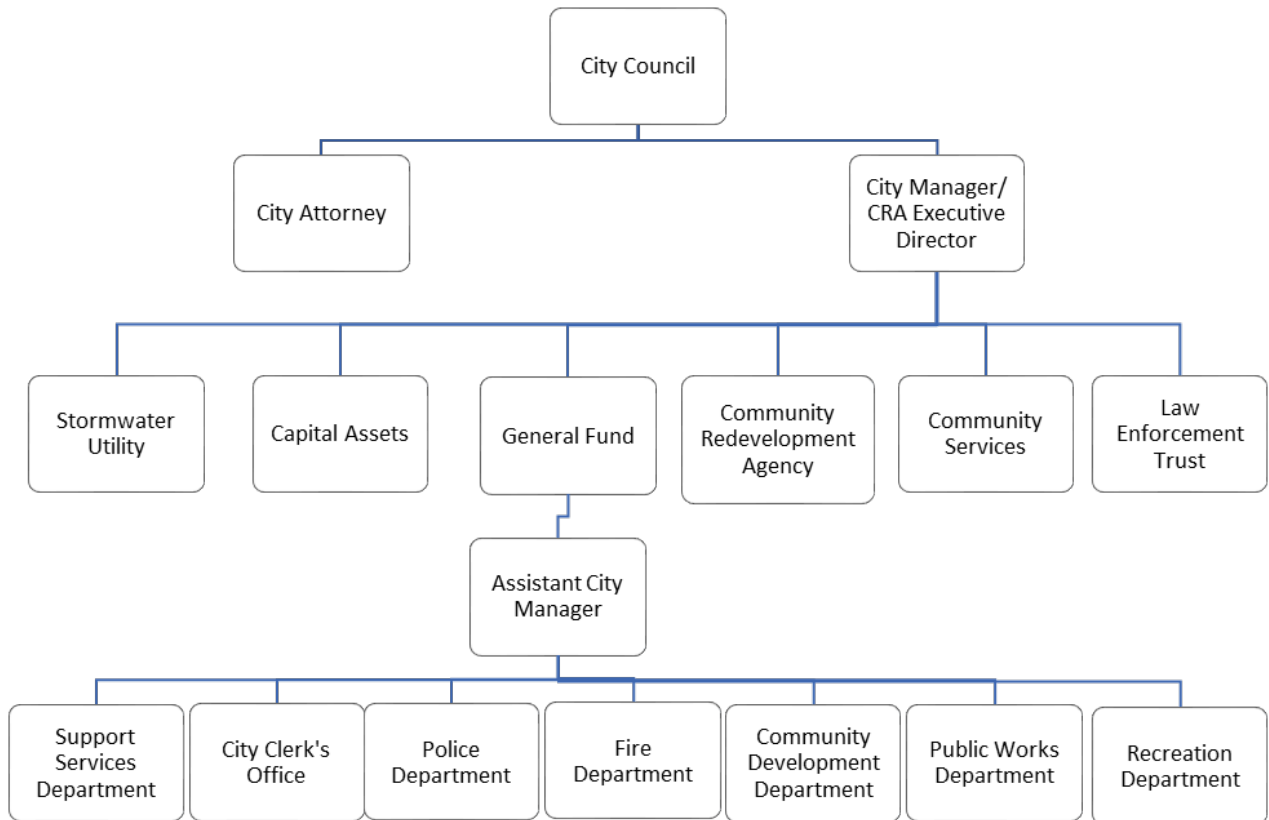 City Council
City Attorney
City Manager/
CRA Executive
Director
Stormwater
Utility
Capital Assets
General Fund
Community
Redevelopment
Agency
Community
Services
Law
Enforcement
Trust
Assistant City
Manager
Support
Services
Department
City Clerk's
Office
Police
Department
Fire
Department
Community
Development
Department
Public Works
Department
Recreation
Department